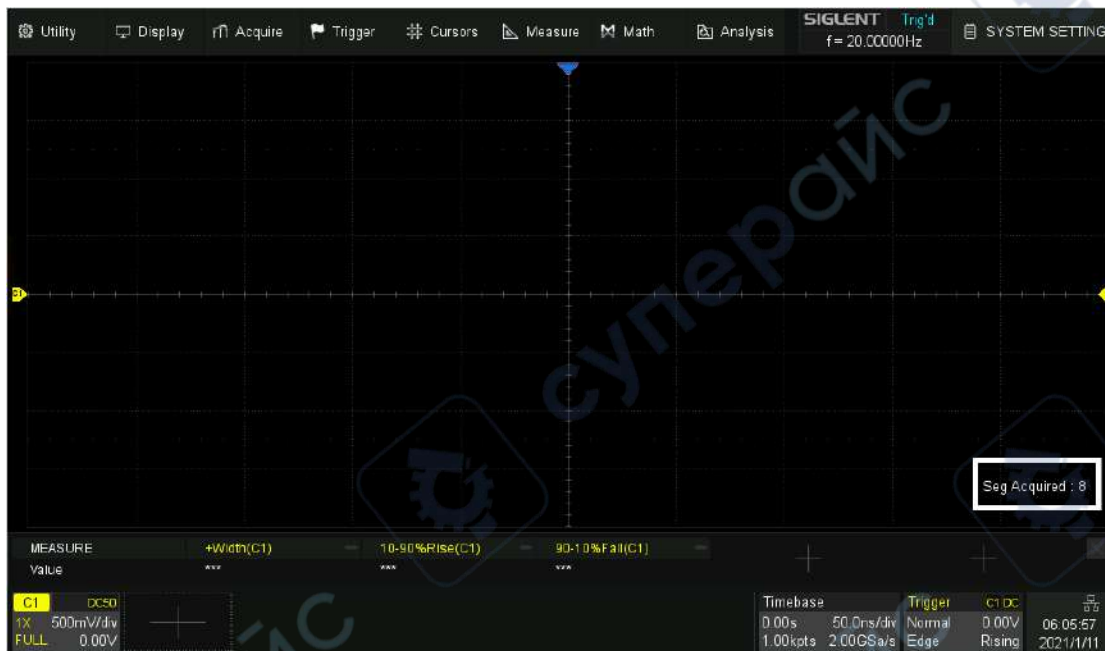 Utility Display Acquire Trigger Cursors Measure Math Analysis SIGLENT Trig'd SYSTEM SETTING
f = 20.00000Hz
C1
суперайс
Seg Acquired : 8
MEASURE +Width(C1) 10-90%Rise(C1) 90-10%Fall(C1)
Value *** *** ***
C1 DC50 Timebase Trigger C1 DC
1X 500mV/div 0.00s 50.0ns/div Normal 0.00V 06:05:57
FULL 0.00V 1.00kpts 2.00GSa/s Edge Rising 2021/1/11
йс